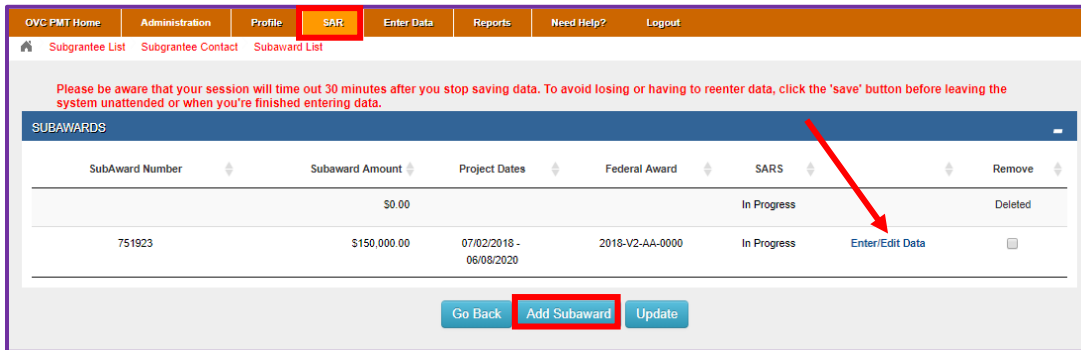 OVC PMT Home Administration Profile SAR Enter Data Reports Need Help? Logout
Subgrantee List Subgrantee Contact Subaward List
Please be aware that your session will time out 30 minutes after you stop saving data. To avoid losing or having to reenter data, click the 'save' button before leaving the
system unattended or when you're finished entering data.
SUBAWARDS
SubAward Number Subaward Amount Project Dates Federal Award SARS Remove
$0.00 In Progress Deleted
751923 $150,000.00 07/02/2018 - 2018-V2-AA-0000 In Progress Enter/Edit Data
06/08/2020
Go Back Add Subaward Update